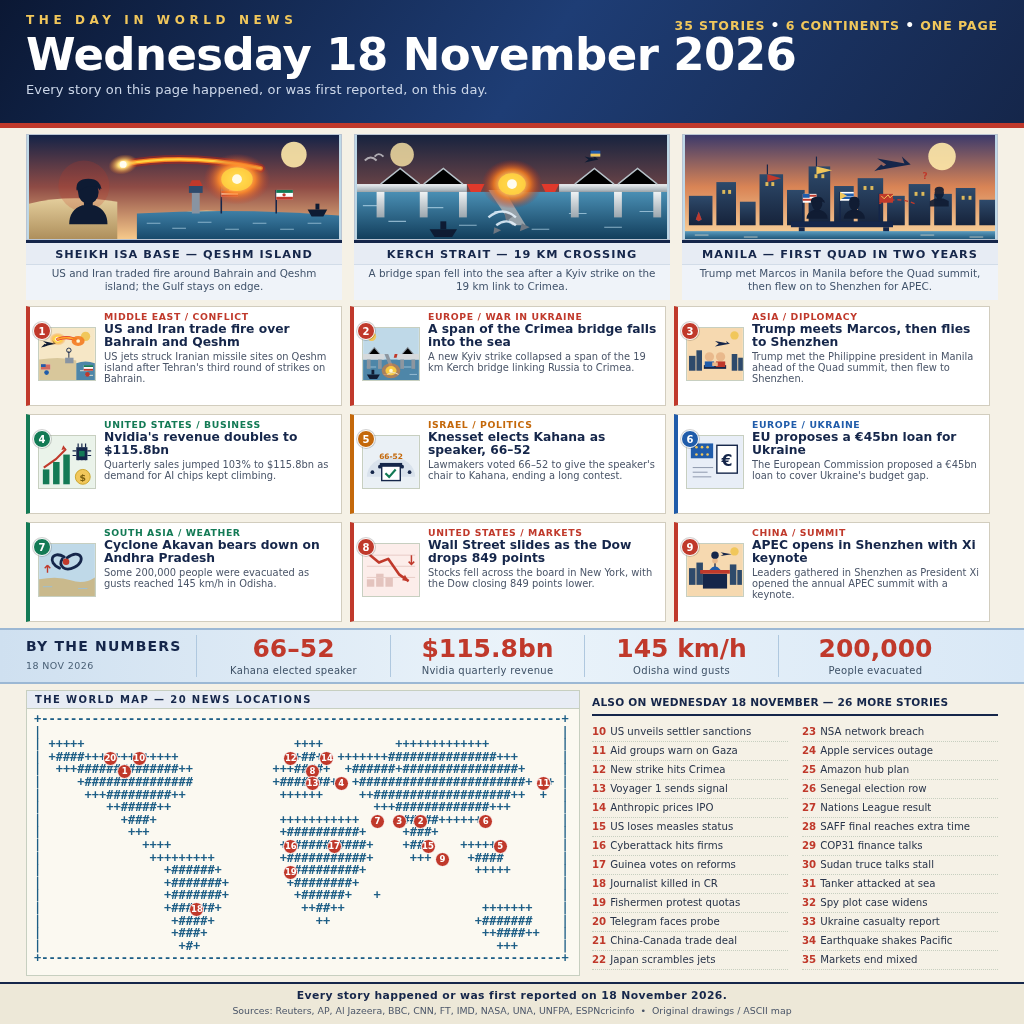 THE DAY IN WORLD NEWS
35 STORIES • 6 CONTINENTS • ONE PAGE
Wednesday 18 November 2026
Every story on this page happened, or was first reported, on this day.
SHEIKH ISA BASE — QESHM ISLAND
US and Iran traded fire around Bahrain and Qeshm
island; the Gulf stays on edge.
KERCH STRAIT — 19 KM CROSSING
A bridge span fell into the sea after a Kyiv strike on the
19 km link to Crimea.
?
MANILA — FIRST QUAD IN TWO YEARS
Trump met Marcos in Manila before the Quad summit,
then flew on to Shenzhen for APEC.
1
MIDDLE EAST / CONFLICT
US and Iran trade fire over
Bahrain and Qeshm
US jets struck Iranian missile sites on Qeshm
island after Tehran's third round of strikes on
Bahrain.
2
EUROPE / WAR IN UKRAINE
A span of the Crimea bridge falls
into the sea
A new Kyiv strike collapsed a span of the 19
km Kerch bridge linking Russia to Crimea.
3
ASIA / DIPLOMACY
Trump meets Marcos, then flies
to Shenzhen
Trump met the Philippine president in Manila
ahead of the Quad summit, then flew to
Shenzhen.
4
$
UNITED STATES / BUSINESS
Nvidia's revenue doubles to
$115.8bn
Quarterly sales jumped 103% to $115.8bn as
demand for AI chips kept climbing.
5
66-52
ISRAEL / POLITICS
Knesset elects Kahana as
speaker, 66–52
Lawmakers voted 66–52 to give the speaker's
chair to Kahana, ending a long contest.
6
€
EUROPE / UKRAINE
EU proposes a €45bn loan for
Ukraine
The European Commission proposed a €45bn
loan to cover Ukraine's budget gap.
7
SOUTH ASIA / WEATHER
Cyclone Akavan bears down on
Andhra Pradesh
Some 200,000 people were evacuated as
gusts reached 145 km/h in Odisha.
8
UNITED STATES / MARKETS
Wall Street slides as the Dow
drops 849 points
Stocks fell across the board in New York, with
the Dow closing 849 points lower.
9
CHINA / SUMMIT
APEC opens in Shenzhen with Xi
keynote
Leaders gathered in Shenzhen as President Xi
opened the annual APEC summit with a
keynote.
BY THE NUMBERS
18 NOV 2026
66–52
Kahana elected speaker
$115.8bn
Nvidia quarterly revenue
145 km/h
Odisha wind gusts
200,000
People evacuated
THE WORLD MAP — 20 NEWS LOCATIONS
20 10 12 14
1 8
13 4 11
7 3 2 6
16 17 15 5
9
19
18
ALSO ON WEDNESDAY 18 NOVEMBER — 26 MORE STORIES
10 US unveils settler sanctions
11 Aid groups warn on Gaza
12 New strike hits Crimea
13 Voyager 1 sends signal
14 Anthropic prices IPO
15 US loses measles status
16 Cyberattack hits firms
17 Guinea votes on reforms
18 Journalist killed in CR
19 Fishermen protest quotas
20 Telegram faces probe
21 China-Canada trade deal
22 Japan scrambles jets
23 NSA network breach
24 Apple services outage
25 Amazon hub plan
26 Senegal election row
27 Nations League result
28 SAFF final reaches extra time
29 COP31 finance talks
30 Sudan truce talks stall
31 Tanker attacked at sea
32 Spy plot case widens
33 Ukraine casualty report
34 Earthquake shakes Pacific
35 Markets end mixed
Every story happened or was first reported on 18 November 2026.
Sources: Reuters, AP, Al Jazeera, BBC, CNN, FT, IMD, NASA, UNA, UNFPA, ESPNcricinfo • Original drawings / ASCII map